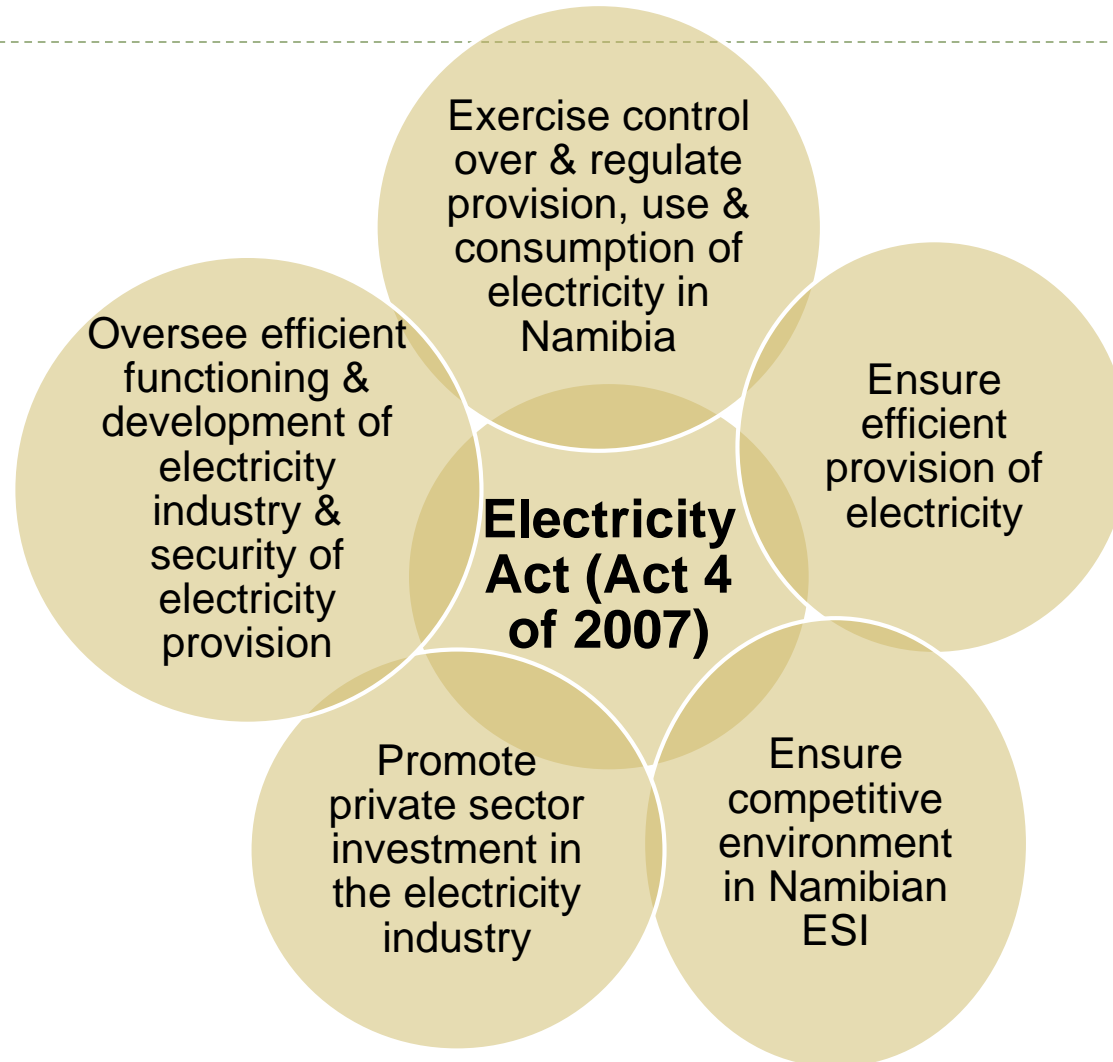 Exercise control
over & regulate
provision, use &
consumption of
electricity in
Namibia
Ensure
efficient
provision of
electricity
Ensure
competitive
environment
in Namibian
ESI
Promote
private sector
investment in
the electricity
industry
Oversee efficient
functioning &
development of
electricity
industry &
security of
electricity
provision
Electricity
Act (Act 4
of 2007)